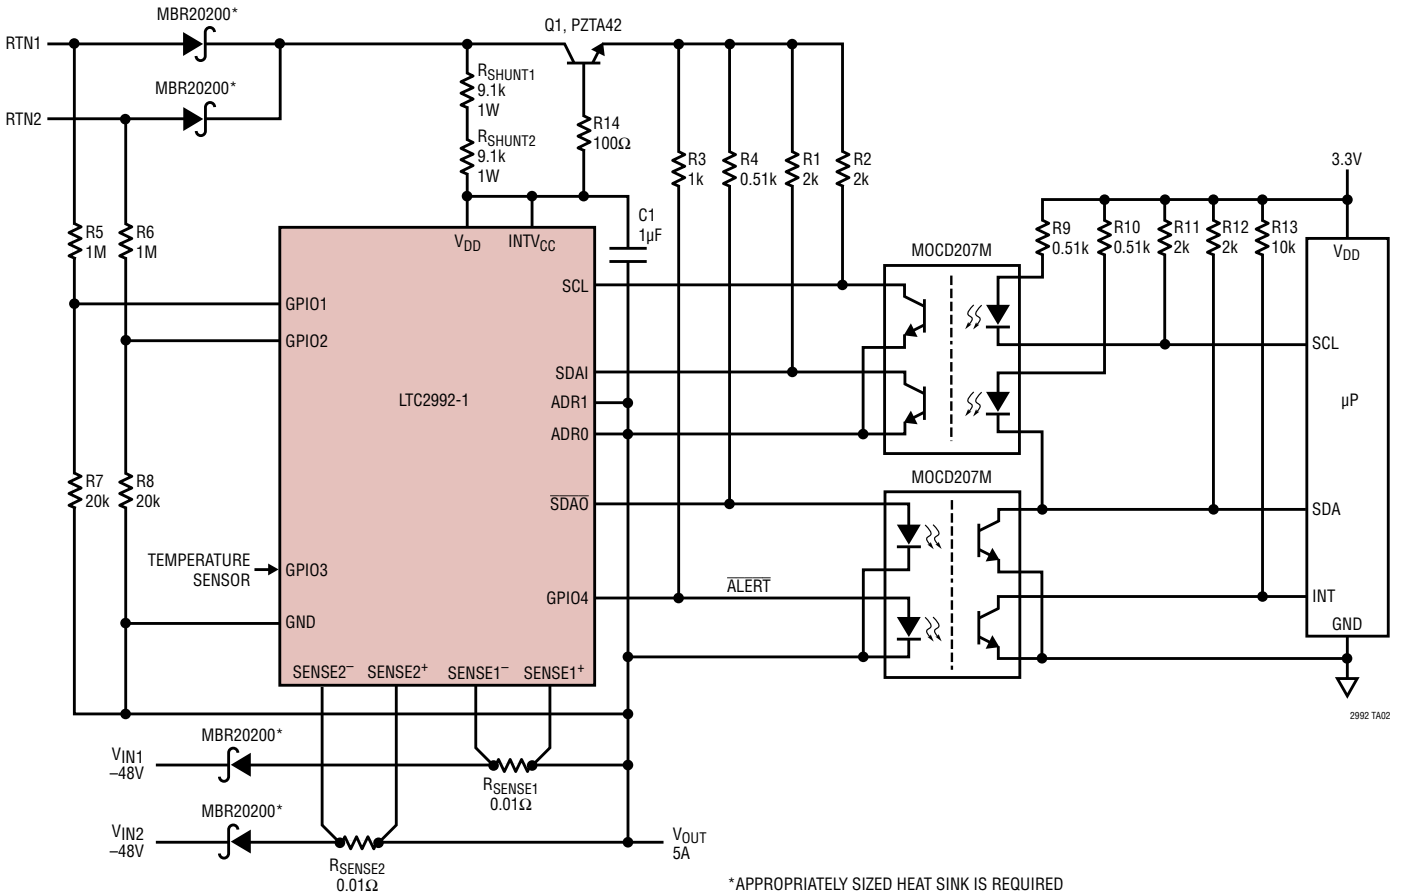 MBR20200*
Q1, PZTA42
RTN1
MBR20200*
RTN2
RSHUNT1
9.1k
1W
RSHUNT2
9.1k
1W
R14
100Ω
R3
1k
R4
0.51k
R1
2k
R2
2k
3.3V
R5
1M
R6
1M
C1
1µF
VDD
INTVCC
MOCD207M
R9
0.51k
R10
0.51k
R11
2k
R12
2k
R13
10k
VDD
SCL
GPIO1
GPIO2
SCL
SDAI
LTC2992-1
ADR1
ADR0
µP
R7
20k
R8
20k
SDAO
MOCD207M
SDA
TEMPERATURE
SENSOR
GPIO3
GPIO4
ALERT
INT
GND
GND
SENSE2–
SENSE2+
SENSE1–
SENSE1+
2992 TA02
MBR20200*
VIN1
–48V
RSENSE1
0.01Ω
MBR20200*
VIN2
–48V
VOUT
5A
RSENSE2
0.01Ω
*APPROPRIATELY SIZED HEAT SINK IS REQUIRED